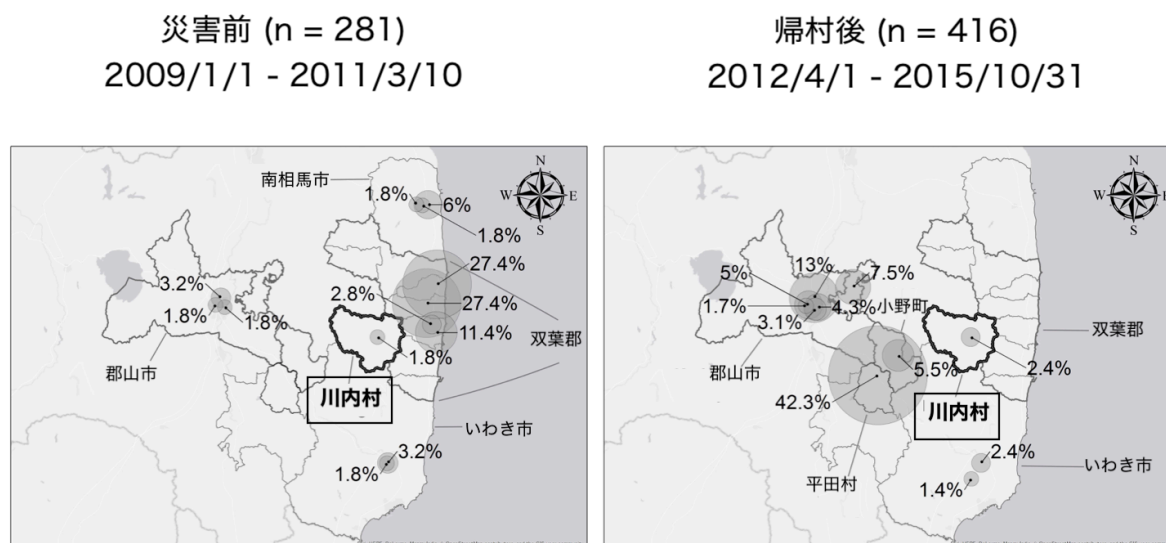 災害前 (n = 281)
2009/1/1 - 2011/3/10
南相馬市
1.8%
6%
1.8%
N
W
E
S
27.4%
3.2%
2.8%
27.4%
1.8%
1.8%
11.4%
双葉郡
1.8%
郡山市
川内村
いわき市
3.2%
1.8%
帰村後 (n = 416)
2012/4/1 - 2015/10/31
N
W
E
S
5%
13%
7.5%
1.7%
4.3%
小野町
3.1%
双葉郡
郡山市
5.5%
2.4%
42.3%
川内村
平田村
2.4%
いわき市
1.4%